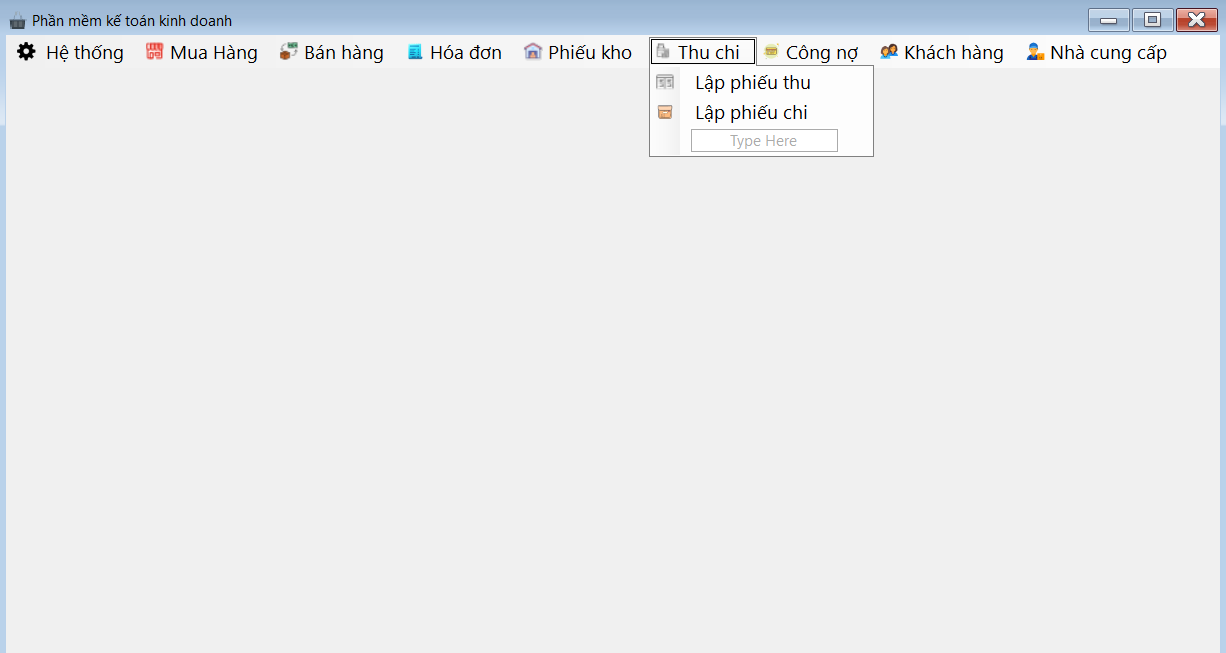 Phần mềm kế toán kinh doanh
Hệ thống Mua Hàng Bán hàng Hóa đơn Phiếu kho Thu chi Công nợ Khách hàng Nhà cung cấp
Lập phiếu thu
Lập phiếu chi
Type Here